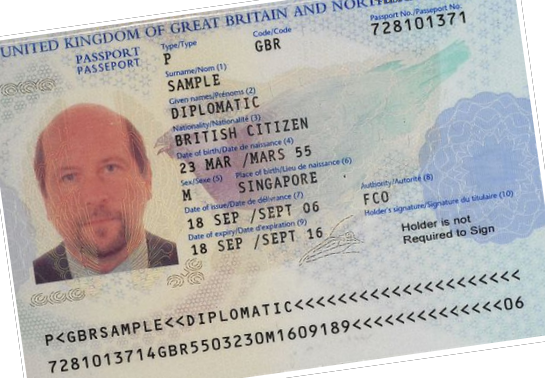 UNITED KINGDOM OF GREAT BRITAIN AND
PASSPORT
PASSEPORT
Type/Type
P
Code/Code
GBR
Passport No./Passeport No.
728101371
Surname/Nom (1)
SAMPLE
Given names/Prénoms (2)
DIPLOMATIC
Nationality/Nationalité (3)
BRITISH CITIZEN
Date of birth/Date de naissance (4)
23 MAR /MARS 55
Sex/Sexe (5)
M
Place of birth/Lieu de naissance (6)
SINGAPORE
Date of issue/Date de délivrance (7)
18 SEP /SEPT 06
Authority/Autorité (8)
FCO
Date of expiry/Date d'expiration (9)
18 SEP /SEPT 16
Holder's signature/Signature du titulaire (10)
Holder is not
Required to Sign
P<GBRSAMPLE<<DIPLOMATIC<<<<<<<<<<<<<<<<<<<<<
7281013714GBR5503230M1609189<<<<<<<<<<<<<<06